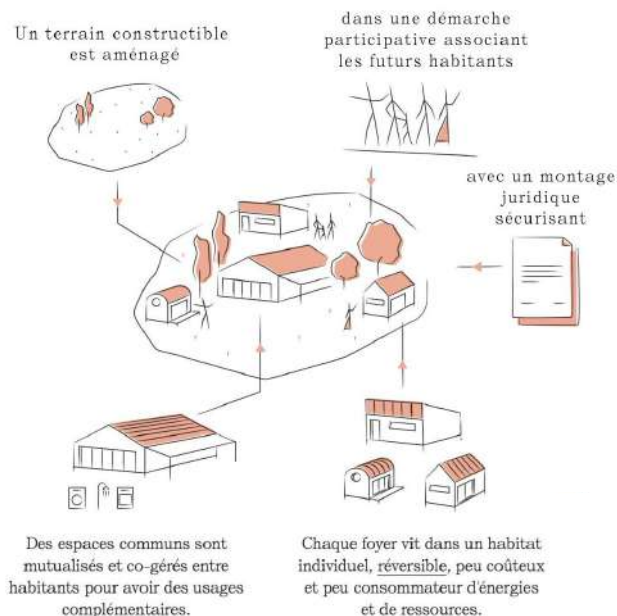 Un terrain constructible
est aménagé
dans une démarche
participative associant
les futurs habitants
avec un montage
juridique
sécurisant
Des espaces communs sont
mutualisés et co-gérés entre
habitants pour avoir des usages
complémentaires.
Chaque foyer vit dans un habitat
individuel, réversible, peu coûteux
et peu consommateur d'énergies
et de ressources.